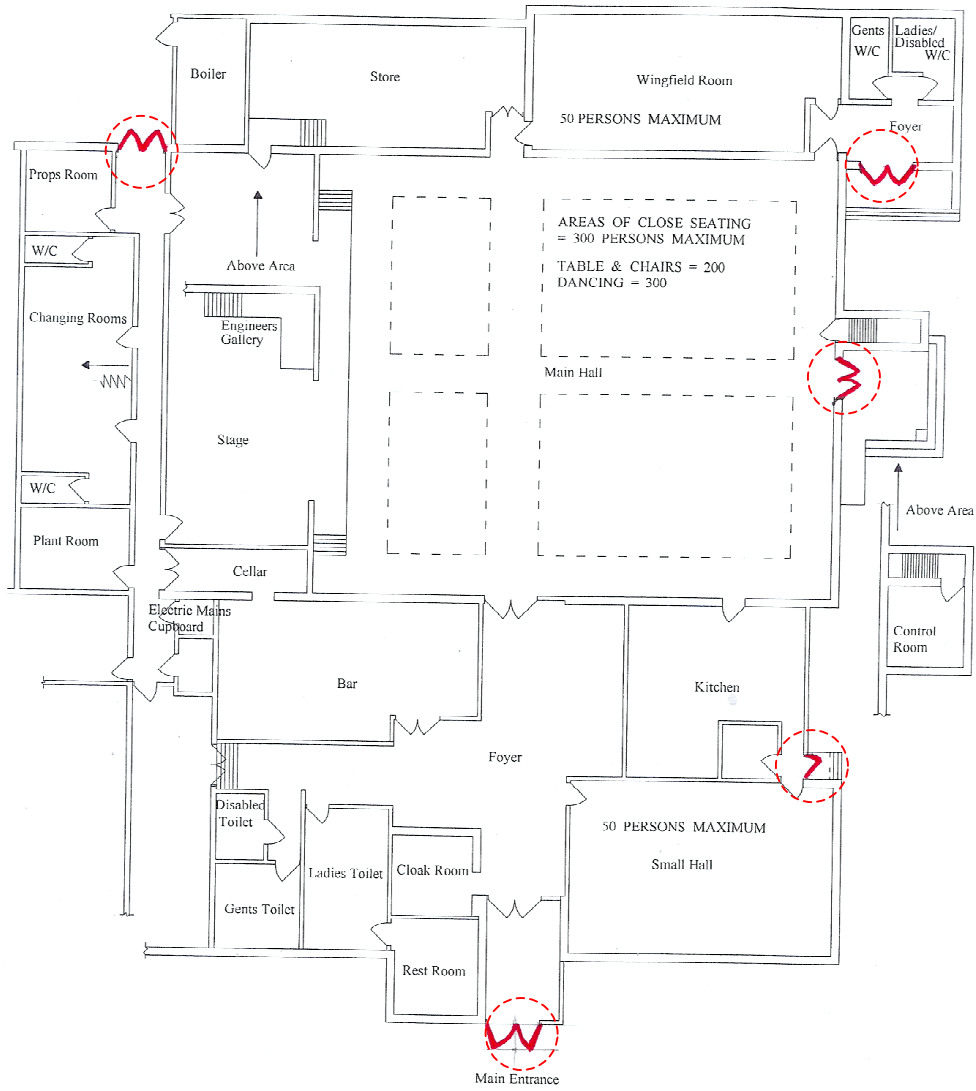 Gents
W/C
Ladies/
Disabled
W/C
Boiler
Store
Wingfield Room
50 PERSONS MAXIMUM
Foyer
Props Room
AREAS OF CLOSE SEATING
= 300 PERSONS MAXIMUM
TABLE & CHAIRS = 200
DANCING = 300
W/C
Above Area
Changing Rooms
Engineers
Gallery
Main Hall
Stage
W/C
Above Area
Plant Room
Cellar
Electric Mains
Cupboard
Control
Room
Bar
Kitchen
Foyer
Disabled
Toilet
50 PERSONS MAXIMUM
Small Hall
Ladies Toilet
Cloak Room
Gents Toilet
Rest Room
Main Entrance